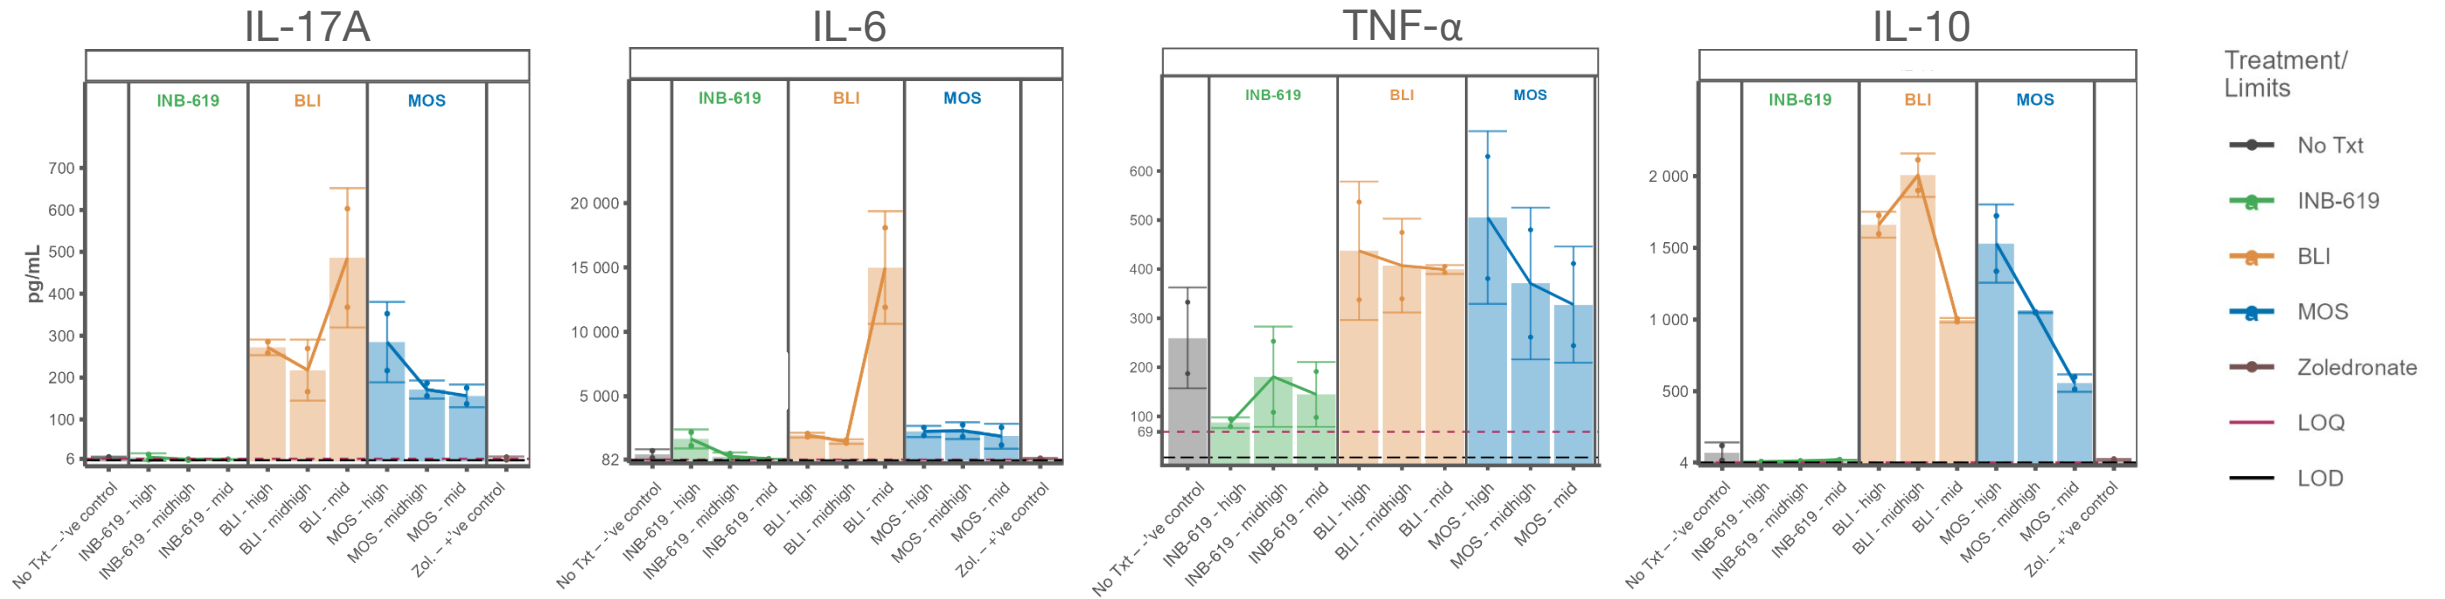 IL-17A
IL-6
TNF-α
IL-10
INB-619
BLI
MOS
INB-619
BLI
MOS
INB-619
BLI
MOS
INB-619
BLI
MOS
pg/mL
700
600
500
400
300
200
100
6
20 000
15 000
10 000
5 000
82
600
500
400
300
200
100
69
2 000
1 500
1 000
500
4
No Txt – -'ve control
INB-619 - high
INB-619 - midhigh
INB-619 - mid
BLI - high
BLI - midhigh
BLI - mid
MOS - high
MOS - midhigh
MOS - mid
Zol. – +'ve control
No Txt – -'ve control
INB-619 - high
INB-619 - midhigh
INB-619 - mid
BLI - high
BLI - midhigh
BLI - mid
MOS - high
MOS - midhigh
MOS - mid
Zol. – +'ve control
No Txt – -'ve control
INB-619 - high
INB-619 - midhigh
INB-619 - mid
BLI - high
BLI - midhigh
BLI - mid
MOS - high
MOS - midhigh
MOS - mid
No Txt – -'ve control
INB-619 - high
INB-619 - midhigh
INB-619 - mid
BLI - high
BLI - midhigh
BLI - mid
MOS - high
MOS - midhigh
MOS - mid
Zol. – +'ve control
Treatment/
Limits
No Txt
INB-619
BLI
MOS
Zoledronate
LOQ
LOD